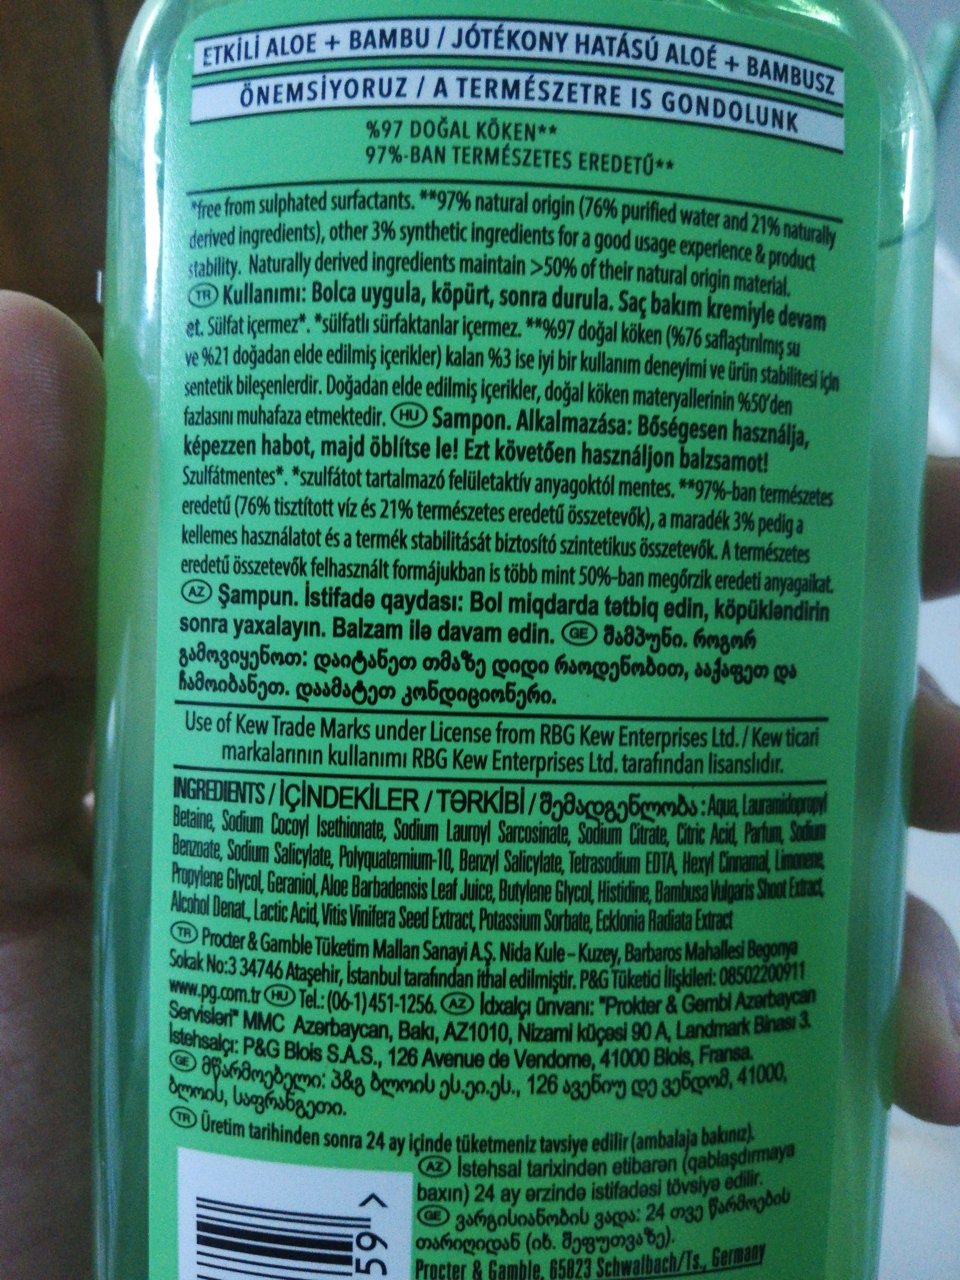 ETKİLİ ALOE + BAMBU / JÓTÉKONY HATÁSÚ ALOÉ + BAMBUSZ
ÖNEMSİYORUZ / A TERMÉSZETRE IS GONDOLUNK
%97 DOĞAL KÖKEN**
97%-BAN TERMÉSZETES EREDETŰ**
*free from sulphated surfactants. **97% natural origin (76% purified water and 21% naturally
derived ingredients), other 3% synthetic ingredients for a good usage experience & product
stability. Naturally derived ingredients maintain >50% of their natural origin material.
TR Kullanımı: Bolca uygula, köpürt, sonra durula. Saç bakım kremiyle devam
et. Sülfat içermez*. *sülfatlı sürfaktanlar içermez. **%97 doğal köken (%76 saflaştırılmış su
ve %21 doğadan elde edilmiş içerikler) kalan %3 ise iyi bir kullanım deneyimi ve ürün stabilitesi için
sentetik bileşenlerdir. Doğadan elde edilmiş içerikler, doğal köken materyallerinin %50'den
fazlasını muhafaza etmektedir. HU Sampon. Alkalmazása: Bőségesen használja,
képezzen habot, majd öblítse le! Ezt követően használjon balzsamot!
Szulfátmentes*. *szulfátot tartalmazó felületaktív anyagoktól mentes. **97%-ban természetes
eredetű (76% tisztított víz és 21% természetes eredetű összetevők), a maradék 3% pedig a
kellemes használatot és a termék stabilitását biztosító szintetikus összetevők. A természetes
eredetű összetevők felhasznált formájukban is több mint 50%-ban megőrzik eredeti anyagaikat.
AZ Şampun. İstifadə qaydası: Bol miqdarda tətbiq edin, köpükləndirin
sonra yaxalayın. Balzam ilə davam edin. GE შამპუნი. როგორ
გამოვიყენოთ: დაიტანეთ თმაზე დიდი რაოდენობით, ააქაფეთ და
ჩამოიბანეთ. დაამატეთ კონდიციონერი.
Use of Kew Trade Marks under License from RBG Kew Enterprises Ltd. / Kew ticari
markalarının kullanımı RBG Kew Enterprises Ltd. tarafından lisanslıdır.
INGREDIENTS / İÇİNDEKİLER / TƏRKİBİ / შემადგენლობა : Aqua, Lauramidopropyl
Betaine, Sodium Cocoyl Isethionate, Sodium Lauroyl Sarcosinate, Sodium Citrate, Citric Acid, Parfum, Sodium
Benzoate, Sodium Salicylate, Polyquaternium-10, Benzyl Salicylate, Tetrasodium EDTA, Hexyl Cinnamal, Limonene,
Propylene Glycol, Geraniol, Aloe Barbadensis Leaf Juice, Butylene Glycol, Histidine, Bambusa Vulgaris Shoot Extract,
Alcohol Denat., Lactic Acid, Vitis Vinifera Seed Extract, Potassium Sorbate, Ecklonia Radiata Extract
TR Procter & Gamble Tüketim Malları Sanayi A.Ş. Nida Kule – Kuzey, Barbaros Mahallesi Begonya
Sokak No:3 34746 Ataşehir, İstanbul tarafından ithal edilmiştir. P&G Tüketici İlişkileri: 08502200911
www.pg.com.tr HU Tel.: (06-1) 451-1256. AZ İdxalçı ünvanı: "Prokter & Gembl Azərbaycan
Servisləri" MMC Azərbaycan, Bakı, AZ1010, Nizami küçəsi 90 A, Landmark Binası 3.
İstehsalçı: P&G Blois S.A.S., 126 Avenue de Vendome, 41000 Blois, Fransa.
GE მწარმოებელი: პ&გ ბლოის ეს.ეი.ეს., 126 ავენიუ დე ვენდომ, 41000,
ბლოის, საფრანგეთი.
TR Üretim tarihinden sonra 24 ay içinde tüketmeniz tavsiye edilir (ambalaja bakınız).
AZ İstehsal tarixindən etibarən (qablaşdırmaya
baxın) 24 ay ərzində istifadəsi tövsiyə edilir.
GE ვარგისიანობის ვადა: 24 თვე წარმოების
თარიღიდან (იხ. შეფუთვაზე).
Procter & Gamble, 65823 Schwalbach/Ts., Germany
59 >